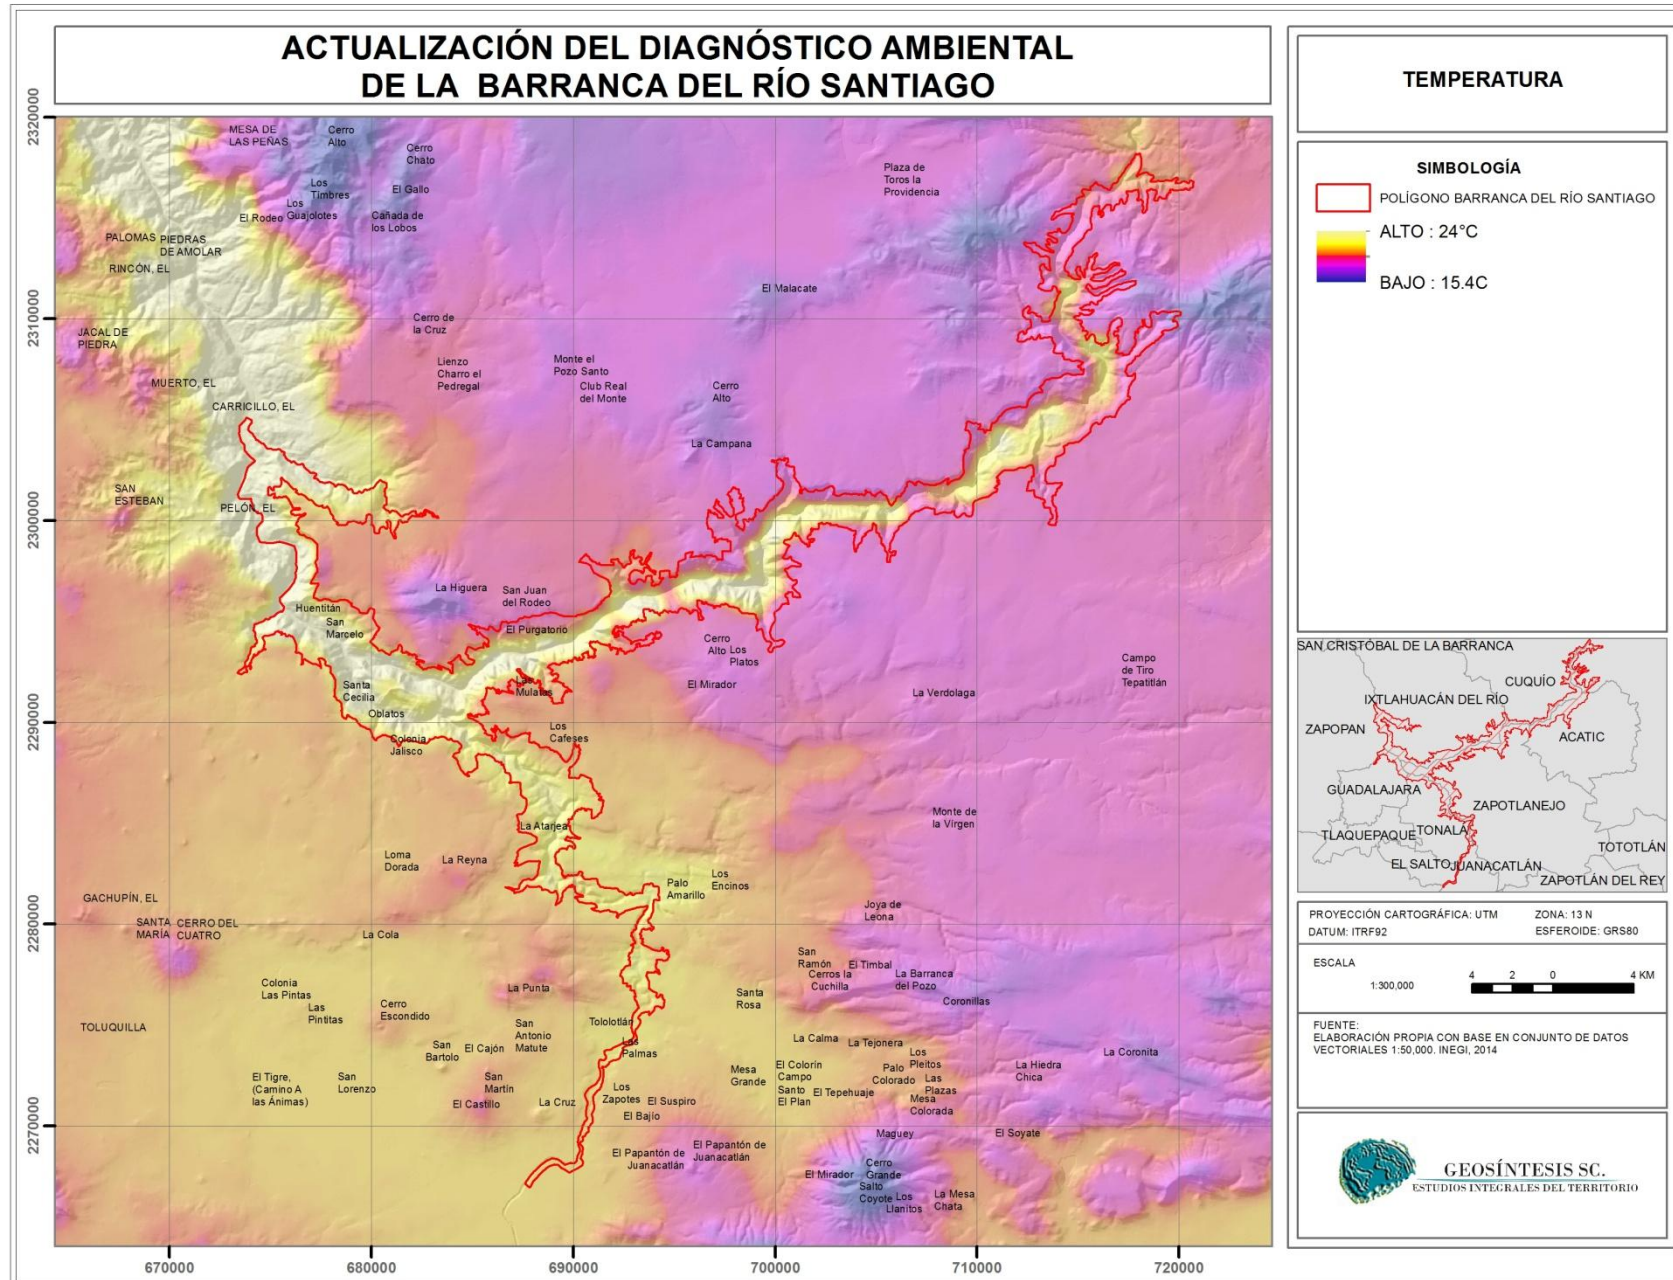 ACTUALIZACIÓN DEL DIAGNÓSTICO AMBIENTAL
DE LA BARRANCA DEL RÍO SANTIAGO
TEMPERATURA
SIMBOLOGÍA
POLÍGONO BARRANCA DEL RÍO SANTIAGO
ALTO : 24°C
BAJO : 15.4C
2320000
2310000
2300000
2290000
2280000
2270000
670000
680000
690000
700000
710000
720000
MESA DE
LAS PEÑAS
Cerro
Alto
Cerro
Chato
Los
Timbres
El Gallo
Los
Guajolotes
El Rodeo
Cañada de
los Lobos
PALOMAS
PIEDRAS
DE AMOLAR
RINCÓN, EL
Plaza de
Toros la
Providencia
El Malacate
JACAL DE
PIEDRA
Cerro de
la Cruz
Lienzo
Charro el
Pedregal
Monte el
Pozo Santo
Club Real
del Monte
Cerro
Alto
MUERTO, EL
CARRICILLO, EL
La Campana
SAN
ESTEBAN
PELÓN, EL
La Higuera
San Juan
del Rodeo
Huentitán
San
Marcelo
El Purgatorio
Cerro
Alto
Los
Platos
El Mirador
Campo
de Tiro
Tepatitlán
La Verdolaga
Santa
Cecilia
Las
Mulatas
Oblatos
Colonia
Jalisco
Los
Cafeses
Monte de
la Virgen
La Atarjea
Loma
Dorada
La Reyna
Palo
Amarillo
Los
Encinos
GACHUPÍN, EL
SANTA
MARÍA
CERRO DEL
CUATRO
La Cola
Joya de
Leona
San
Ramón
El Timbal
Cerros la
Cuchilla
La Barranca
del Pozo
Coronillas
Colonia
Las Pintas
Las
Pintitas
Cerro
Escondido
La Punta
Santa
Rosa
TOLUQUILLA
San
Antonio
Matute
Tololotlán
Las
Palmas
San
Bartolo
El Cajón
La Calma
La Tejonera
Los
Pleitos
La Coronita
El Tigre,
(Camino A
las Ánimas)
San
Lorenzo
San
Martín
El Castillo
La Cruz
Los
Zapotes
El Suspiro
El Bajío
Mesa
Grande
El Colorín
Campo
Santo
El Plan
El Tepehuaje
Palo
Colorado
Las
Plazas
Mesa
Colorada
La Hiedra
Chica
Maguey
El Soyate
El Papantón de
Juanacatlán
El Papantón de
Juanacatlán
El Mirador
Cerro
Grande
Salto
Coyote
Los
Llanitos
La Mesa
Chata
SAN CRISTÓBAL DE LA BARRANCA
CUQUÍO
IXTLAHUACÁN DEL RÍO
ZAPOPAN
ACATIC
GUADALAJARA
ZAPOTLANEJO
TLAQUEPAQUE
TONALÁ
TOTOTLÁN
EL SALTO
JUANACATLÁN
ZAPOTLÁN DEL REY
PROYECCIÓN CARTOGRÁFICA: UTM
ZONA: 13 N
DATUM: ITRF92
ESFEROIDE: GRS80
ESCALA
1:300,000
4 2 0 4 KM
FUENTE:
ELABORACIÓN PROPIA CON BASE EN CONJUNTO DE DATOS
VECTORIALES 1:50,000. INEGI, 2014
GEOSÍNTESIS SC.
ESTUDIOS INTEGRALES DEL TERRITORIO